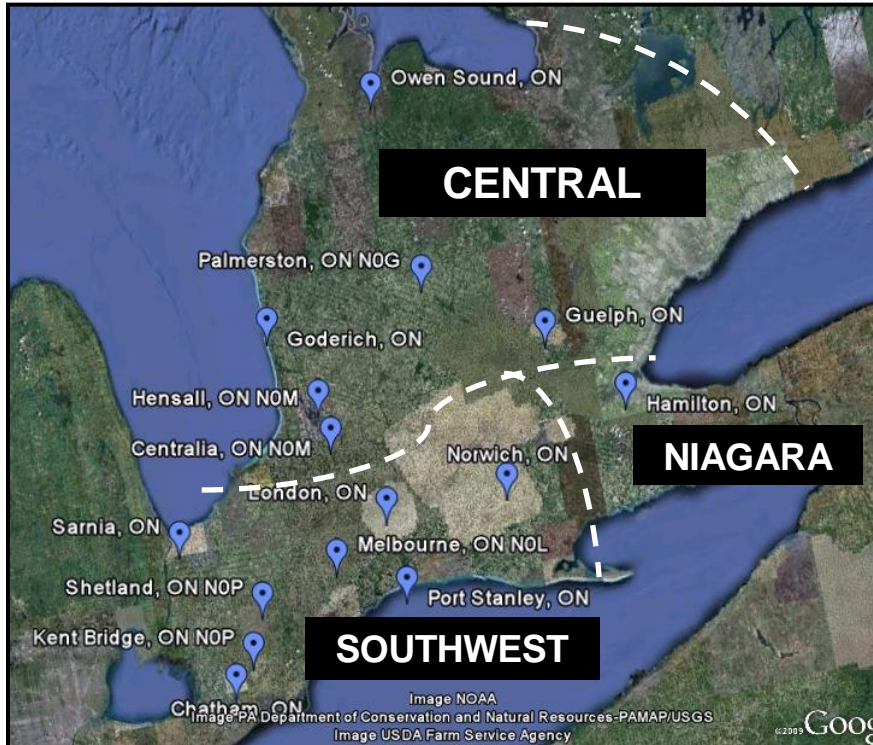 Owen Sound, ON
CENTRAL
Palmerston, ON N0G
Guelph, ON
Goderich, ON
Hensall, ON N0M
Hamilton, ON
Centralia, ON N0M
Norwich, ON
NIAGARA
London, ON
Sarnia, ON
Melbourne, ON N0L
Shetland, ON N0P
Port Stanley, ON
Kent Bridge, ON N0P
SOUTHWEST
Chatham, ON
Image NOAA
Image PA Department of Conservation and Natural Resources-PAMAP/USGS
Image USDA Farm Service Agency
©2009 Goog